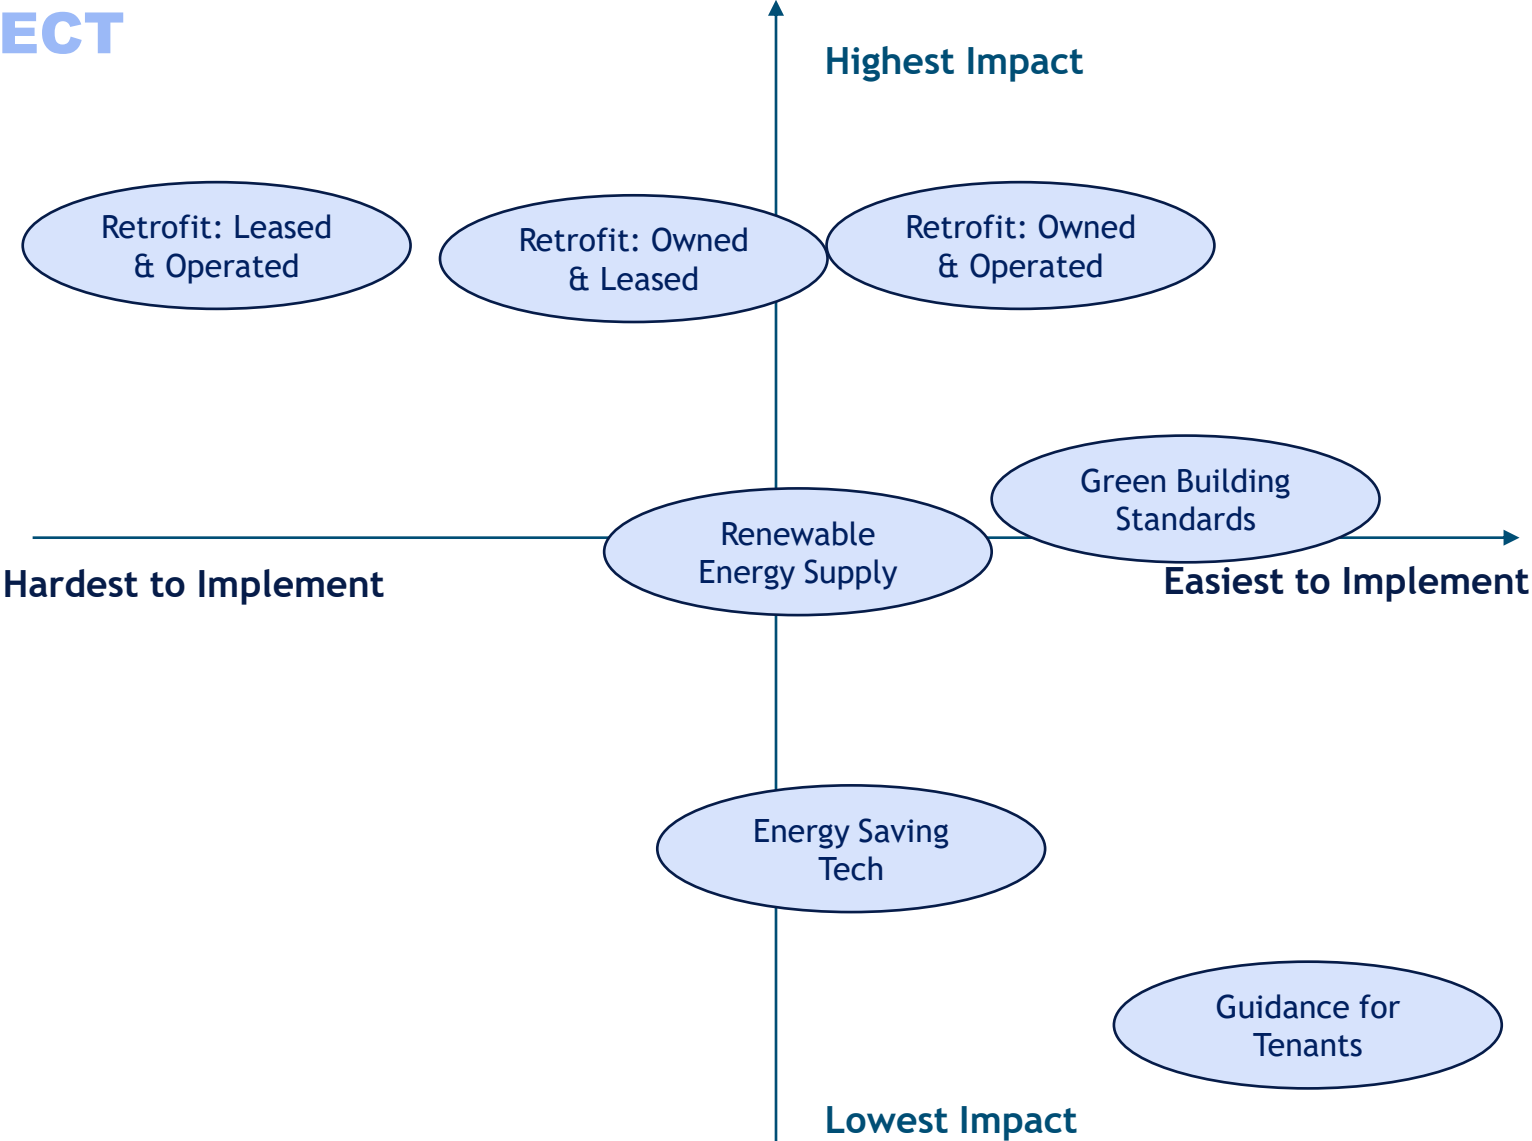 ECT
Highest Impact
Retrofit: Leased
& Operated
Retrofit: Owned
& Leased
Retrofit: Owned
& Operated
Green Building
Standards
Renewable
Energy Supply
Hardest to Implement
Easiest to Implement
Energy Saving
Tech
Guidance for
Tenants
Lowest Impact